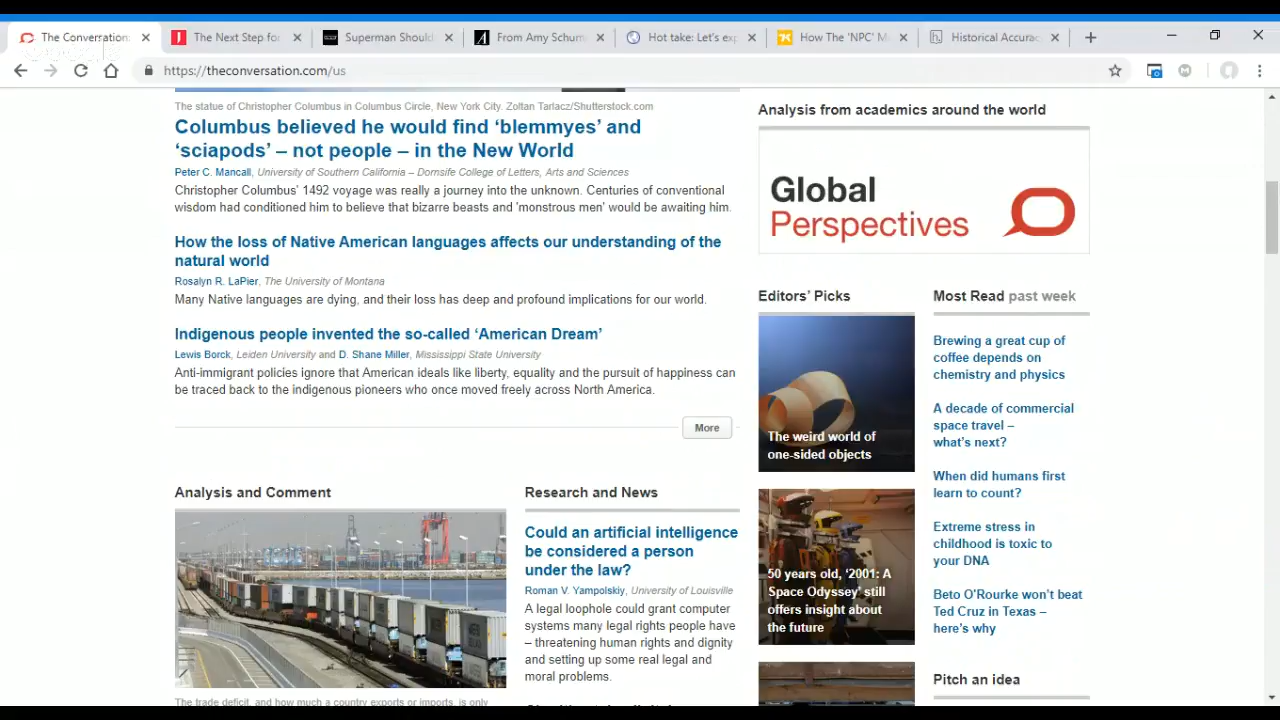 The Conversation:
The Next Step for
Superman Should
From Amy Schum
Hot take: Let's exp
How The 'NPC' M
Historical Accurac
https://theconversation.com/us
The statue of Christopher Columbus in Columbus Circle, New York City. Zoltan Tarlacz/Shutterstock.com
Columbus believed he would find ‘blemmyes’ and
‘sciapods’ – not people – in the New World
Peter C. Mancall, University of Southern California – Dornsife College of Letters, Arts and Sciences
Christopher Columbus' 1492 voyage was really a journey into the unknown. Centuries of conventional
wisdom had conditioned him to believe that bizarre beasts and 'monstrous men' would be awaiting him.
How the loss of Native American languages affects our understanding of the
natural world
Rosalyn R. LaPier, The University of Montana
Many Native languages are dying, and their loss has deep and profound implications for our world.
Indigenous people invented the so-called ‘American Dream’
Lewis Borck, Leiden University and D. Shane Miller, Mississippi State University
Anti-immigrant policies ignore that American ideals like liberty, equality and the pursuit of happiness can
be traced back to the indigenous pioneers who once moved freely across North America.
More
Analysis and Comment
The trade deficit, and how much a country exports or imports, is only
Research and News
Could an artificial intelligence
be considered a person
under the law?
Roman V. Yampolskiy, University of Louisville
A legal loophole could grant computer
systems many legal rights people have
– threatening human rights and dignity
and setting up some real legal and
moral problems.
Analysis from academics around the world
Global
Perspectives
Editors' Picks
The weird world of
one-sided objects
50 years old, ‘2001: A
Space Odyssey’ still
offers insight about
the future
Most Read past week
Brewing a great cup of
coffee depends on
chemistry and physics
A decade of commercial
space travel –
what's next?
When did humans first
learn to count?
Extreme stress in
childhood is toxic to
your DNA
Beto O'Rourke won't beat
Ted Cruz in Texas –
here's why
Pitch an idea